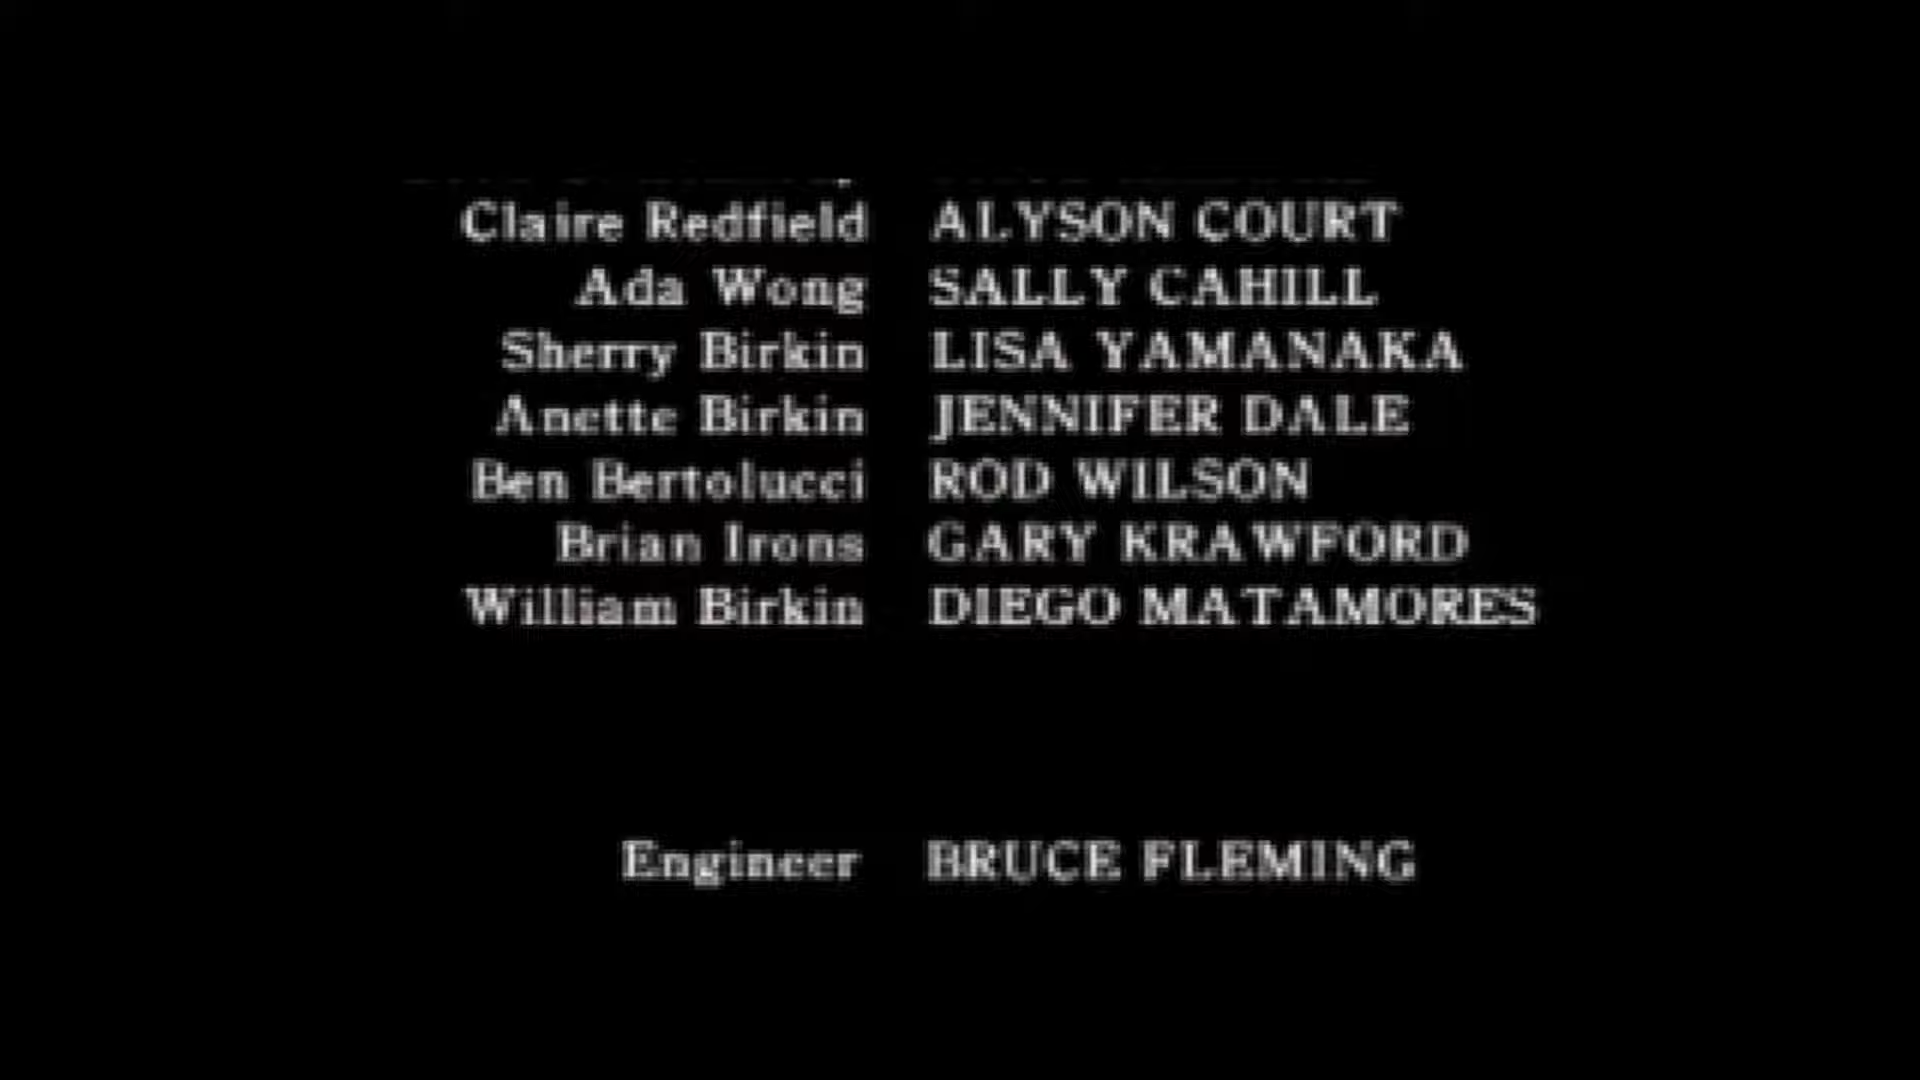 Claire Redfield ALYSON COURT
Ada Wong SALLY CAHILL
Sherry Birkin LISA YAMANAKA
Anette Birkin JENNIFER DALE
Ben Bertolucci ROD WILSON
Brian Irons GARY KRAWFORD
William Birkin DIEGO MATAMORES
Engineer BRUCE FLEMING